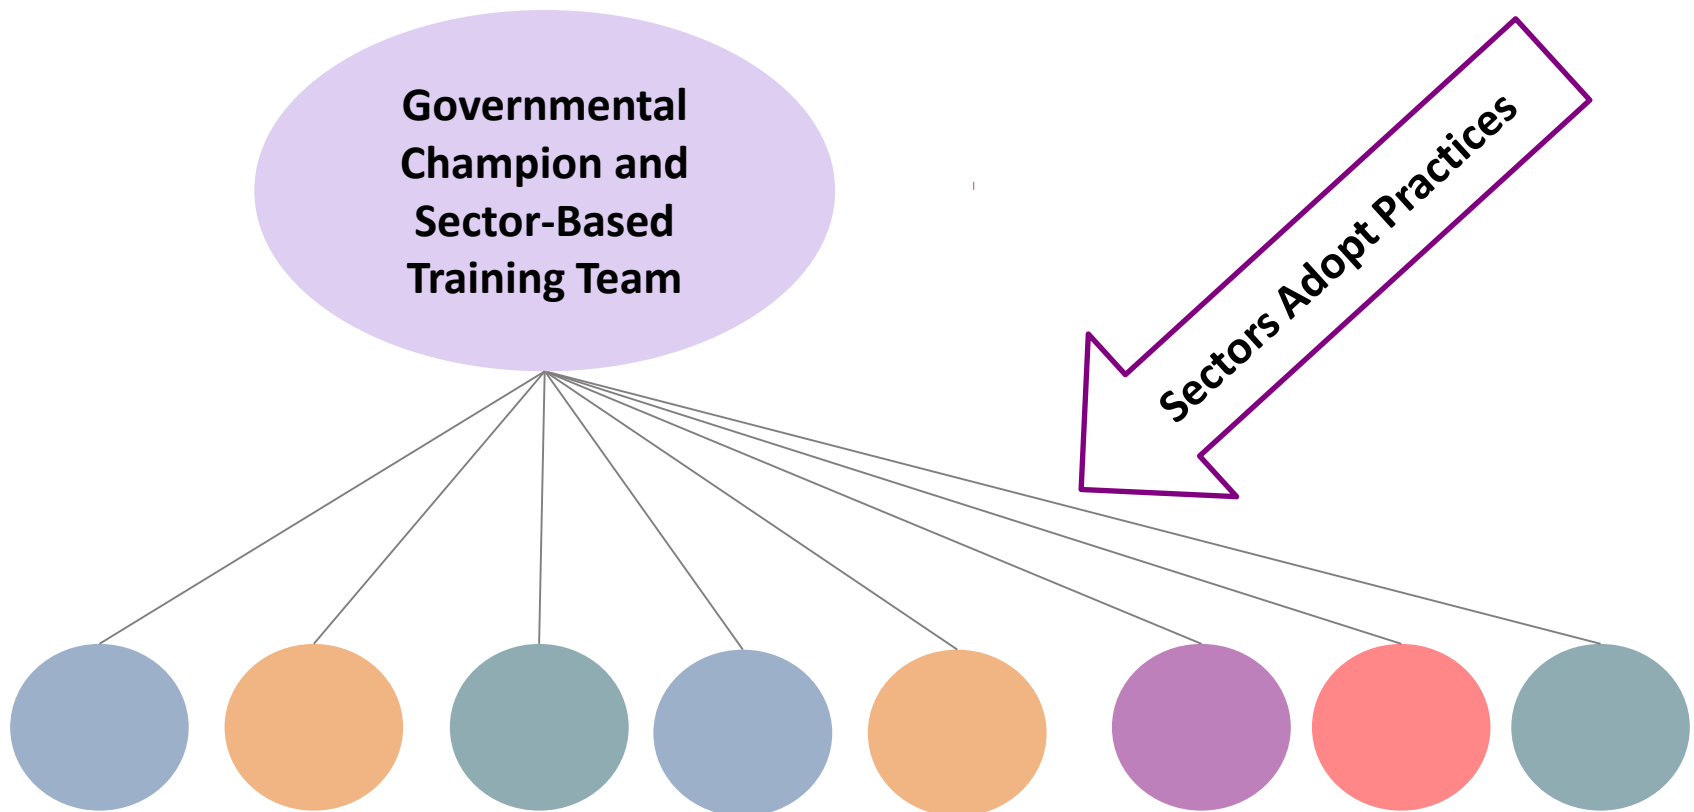 Governmental
Champion and
Sector-Based
Training Team
Sectors Adopt Practices